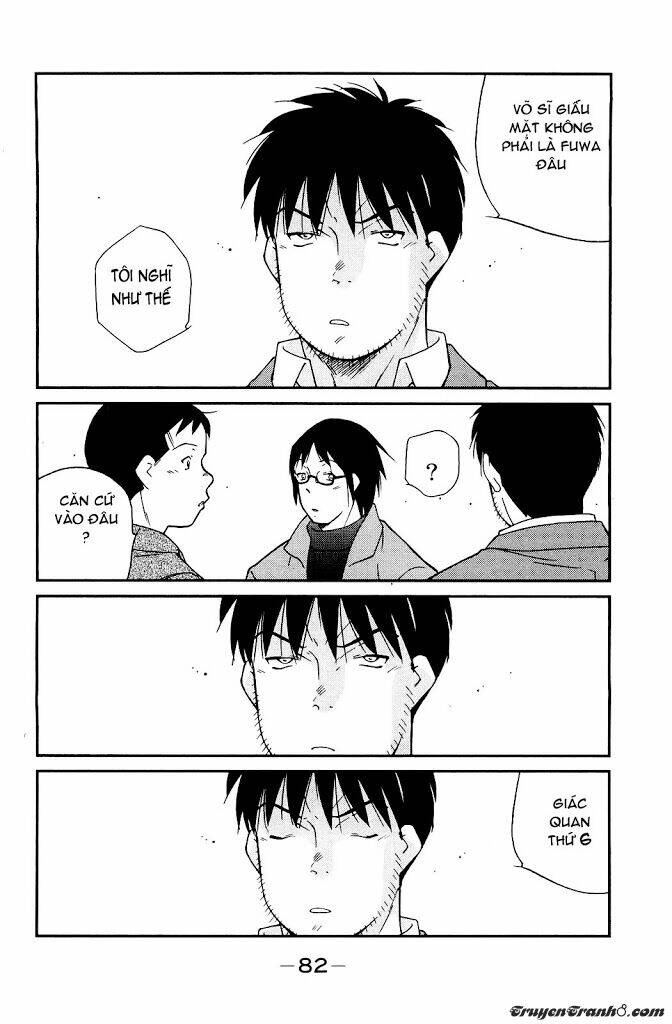 VÕ SĨ GIẤU
MẶT KHÔNG
PHẢI LÀ FUWA
ĐÂU
TÔI NGHĨ
NHƯ THẾ
?
CĂN CỨ
VÀO ĐÂU
?
GIÁC
QUAN
THỨ 6
-82-
TruyenTranh8.com